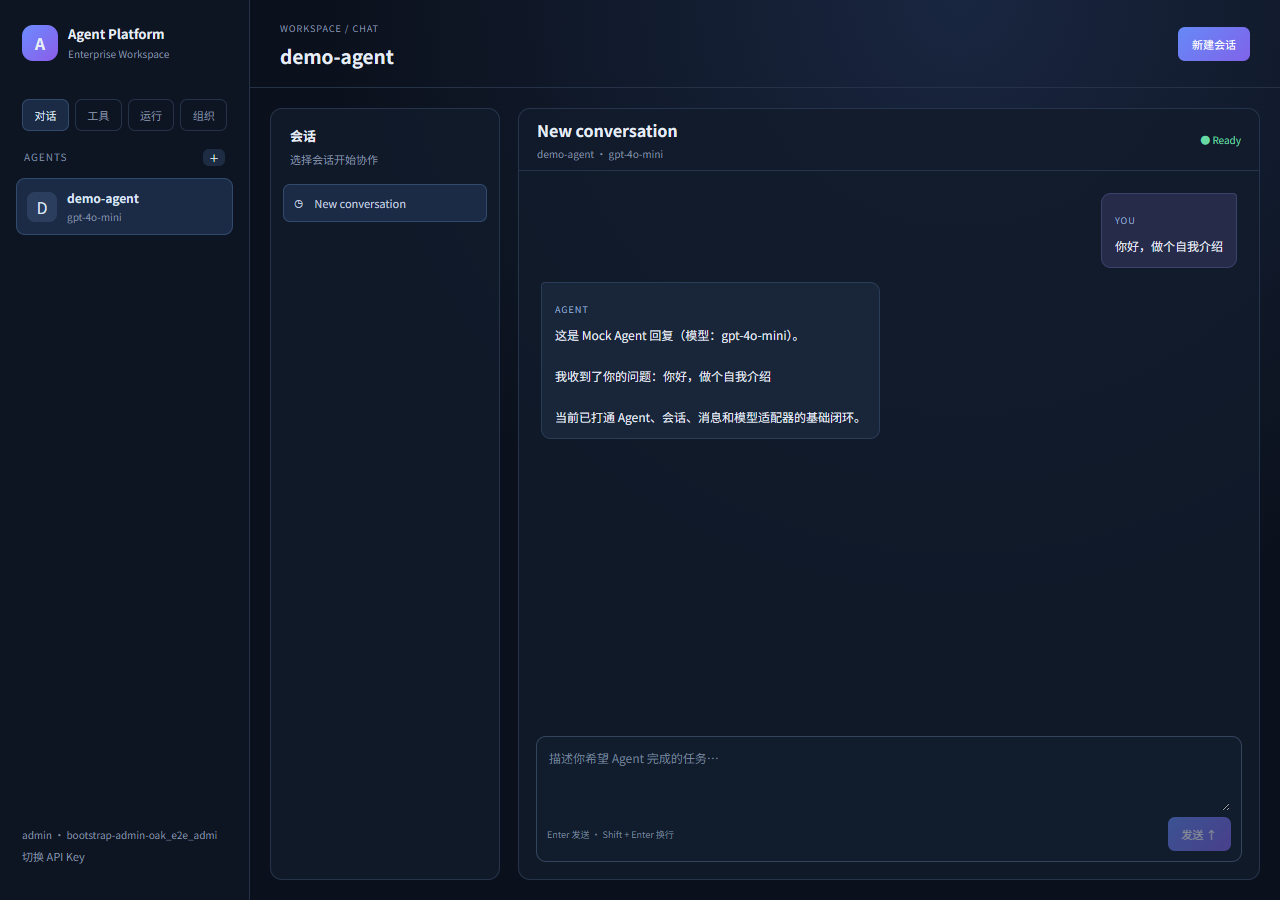 A
Agent Platform
Enterprise Workspace
对话
工具
运行
组织
AGENTS
+
D
demo-agent
gpt-4o-mini
admin · bootstrap-admin-oak_e2e_admi
切换 API Key
WORKSPACE / CHAT
demo-agent
新建会话
会话
选择会话开始协作
New conversation
New conversation
demo-agent · gpt-4o-mini
Ready
YOU
你好，做个自我介绍
AGENT
这是 Mock Agent 回复（模型：gpt-4o-mini）。
我收到了你的问题：你好，做个自我介绍
当前已打通 Agent、会话、消息和模型适配器的基础闭环。
描述你希望 Agent 完成的任务…
Enter 发送 · Shift + Enter 换行
发送 ↑